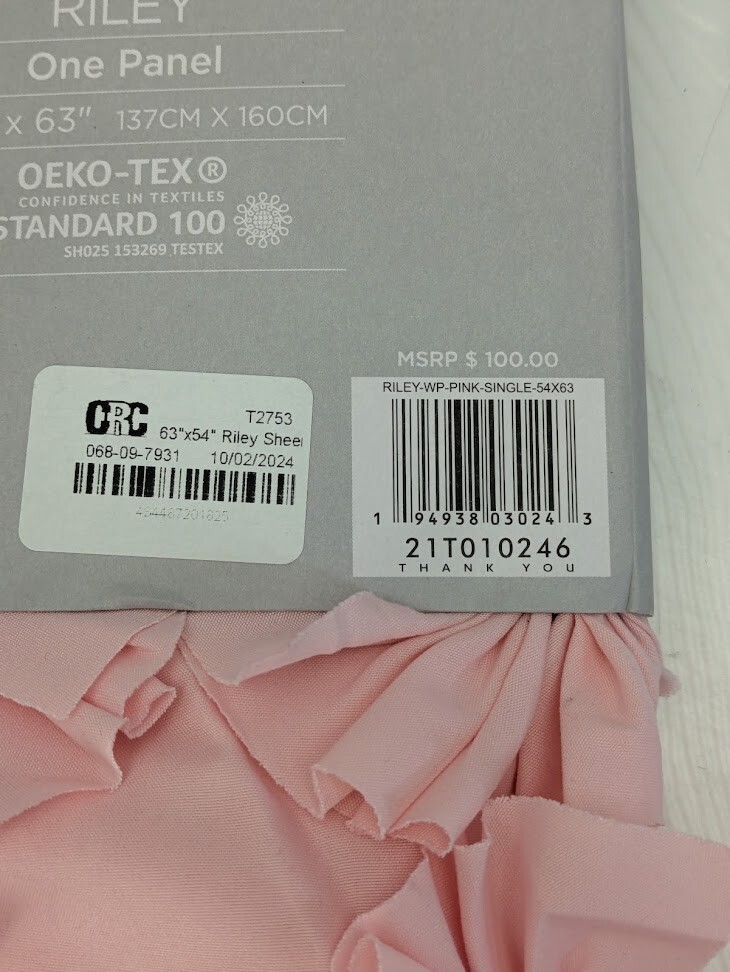 RILEY
One Panel
x 63" 137CM X 160CM
OEKO-TEX®
CONFIDENCE IN TEXTILES
STANDARD 100
SH025 153269 TESTEX
MSRP $ 100.00
RILEY-WP-PINK-SINGLE-54X63
1 94938 03024 3
21T010246
THANK YOU
CRC T2753
63"x54" Riley Sheer
068-09-7931 10/02/2024